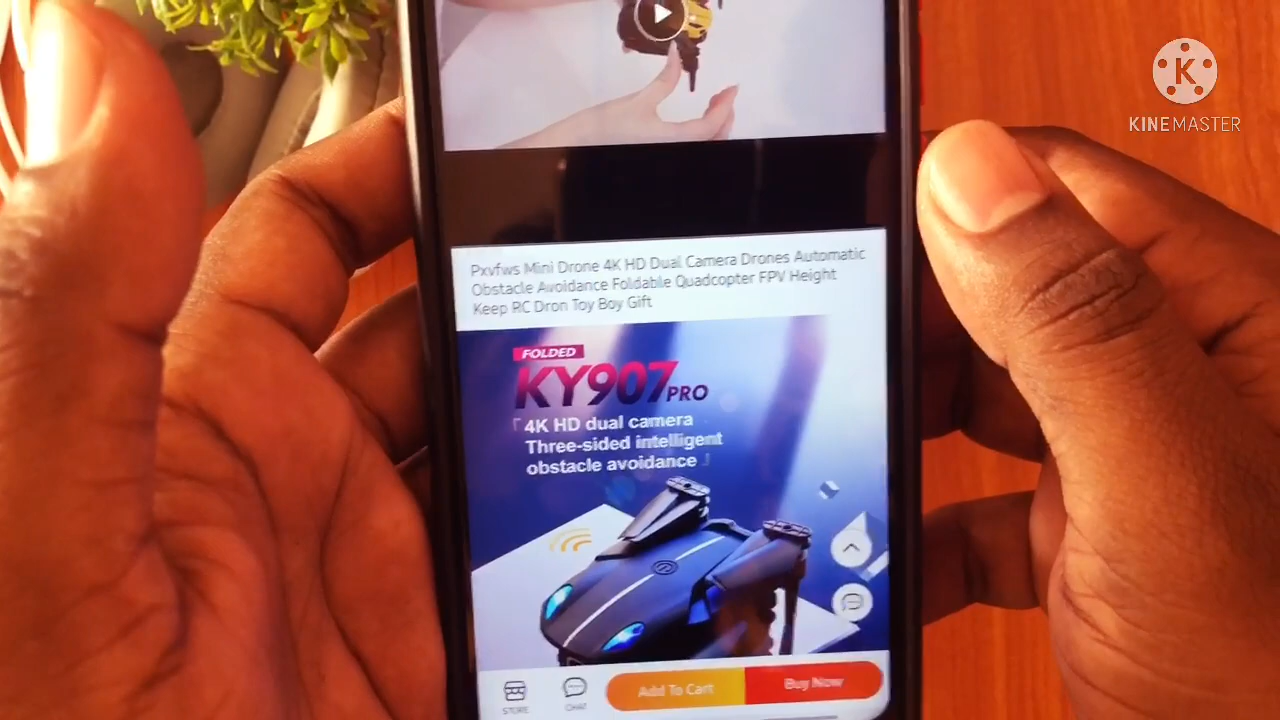 K
KINEMASTER
Pxvfws Mini Drone 4K HD Dual Camera Drones Automatic
Obstacle Avoidance Foldable Quadcopter FPV Height
Keep RC Dron Toy Boy Gift
FOLDED
KY907 PRO
「4K HD dual camera
Three-sided intelligent
obstacle avoidance」
STORE
CHAT
Add To Cart
Buy Now